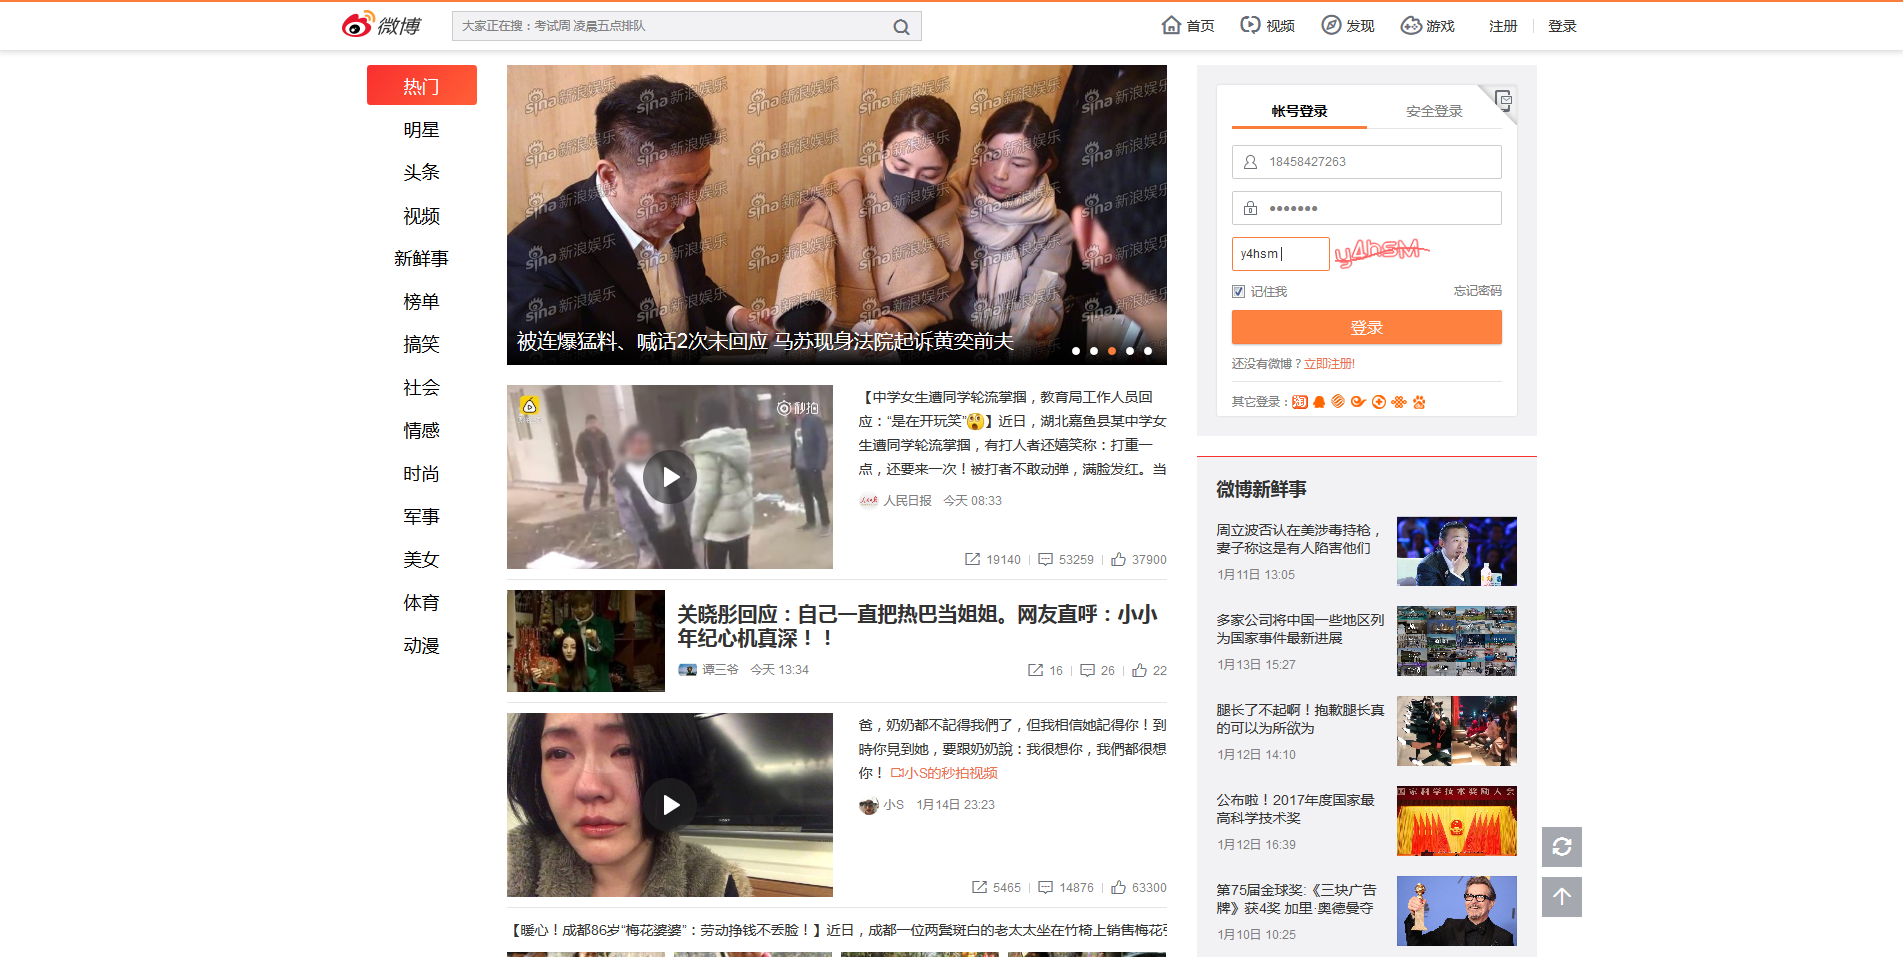 微博
大家正在搜：考试周 凌晨五点排队
首页
视频
发现
游戏
注册
登录
热门
明星
头条
视频
新鲜事
榜单
搞笑
社会
情感
时尚
军事
美女
体育
动漫
sina新浪娱乐
被连爆猛料、喊话2次未回应 马苏现身法院起诉黄奕前夫
秒拍
【中学女生遭同学轮流掌掴，教育局工作人员回
应：“是在开玩笑”】近日，湖北嘉鱼县某中学女
生遭同学轮流掌掴，有打人者还嬉笑称：打重一
点，还要来一次！被打者不敢动弹，满脸发红。当
人民日报 今天 08:33
19140 53259 37900
关晓彤回应：自己一直把热巴当姐姐。网友直呼：小小
年纪心机真深！！
谭三爷 今天 13:34
16 26 22
爸，奶奶都不記得我們了，但我相信她記得你！到
時你見到她，要跟奶奶說：我很想你，我們都很想
你！ 小S的秒拍视频
小S 1月14日 23:23
5465 14876 63300
【暖心！成都86岁“梅花婆婆”：劳动挣钱不丢脸！】近日，成都一位两鬓斑白的老太太坐在竹椅上销售梅花
帐号登录
安全登录
18458427263
•••••••
y4hsm
y4hsM
记住我
忘记密码
登录
还没有微博？立即注册!
其它登录：
淘
微博新鲜事
周立波否认在美涉毒持枪，
妻子称这是有人陷害他们
1月11日 13:05
多家公司将中国一些地区列
为国家事件最新进展
1月13日 15:27
腿长了不起啊！抱歉腿长真
的可以为所欲为
1月12日 14:10
公布啦！2017年度国家最
高科学技术奖
1月12日 16:39
国家科学技术奖励大会
第75届金球奖:《三块广告
牌》获4奖 加里·奥德曼夺
1月10日 10:25